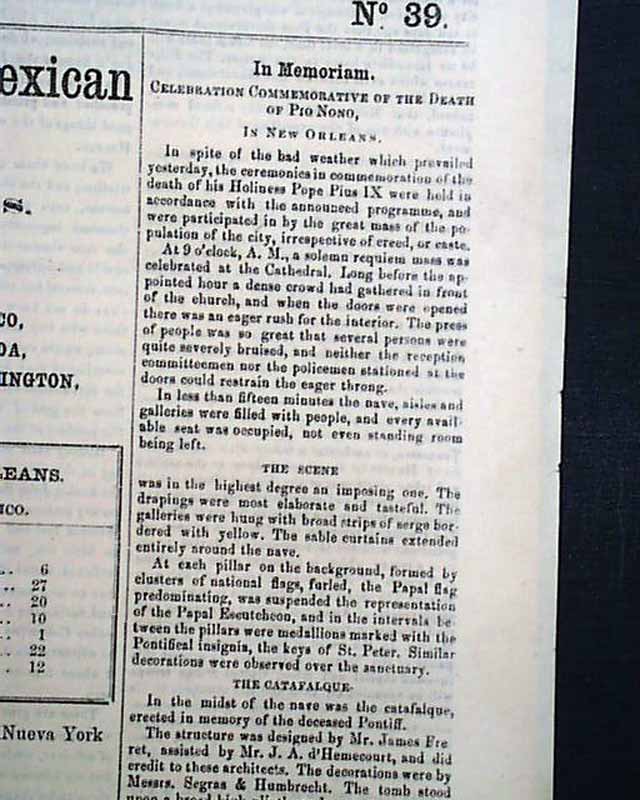 Nº 39.
exican
s.
CO,
DA,
INGTON,
LEANS.
ICO.
.. 6
.. 27
.. 20
.. 10
.. 1
.. 22
.. 12
Nueva York
In Memoriam.
CELEBRATION COMMEMORATIVE OF THE DEATH
OF PIO NONO,
IN NEW ORLEANS.
In spite of the bad weather which prevailed
yesterday, the ceremonies in commemoration of the
death of his Holiness Pope Pius IX were held in
accordance with the announced programme, and
were participated in by the great mass of the po-
pulation of the city, irrespective of creed, or caste.
At 9 o'clock, A. M., a solemn requiem mass was
celebrated at the Cathedral. Long before the ap-
pointed hour a dense crowd had gathered in front
of the church, and when the doors were opened
there was an eager rush for the interior. The press
of people was so great that several persons were
quite severely bruised, and neither the reception
committeemen nor the policemen stationed at the
doors could restrain the eager throng.
In less than fifteen minutes the nave, aisles and
galleries were filled with people, and every avail-
able seat was occupied, not even standing room
being left.
THE SCENE
was in the highest degree an imposing one. The
drapings were most elaborate and tasteful. The
galleries were hung with broad strips of serge bor-
dered with yellow. The sable curtains extended
entirely around the nave.
At each pillar on the background, formed by
clusters of national flags, furled, the Papal flag
predominating, was suspended the representation
of the Papal Escutcheon, and in the intervals be-
tween the pillars were medallions marked with the
Pontifical insignia, the keys of St. Peter. Similar
decorations were observed over the sanctuary.
THE CATAFALQUE
In the midst of the nave was the catafalque,
erected in memory of the deceased Pontiff.
The structure was designed by Mr. James Fre
ret, assisted by Mr. J. A. d'Hemecourt, and did
credit to these architects. The decorations were by
Messrs. Segras & Humbrecht. The tomb stood
upon a broad high